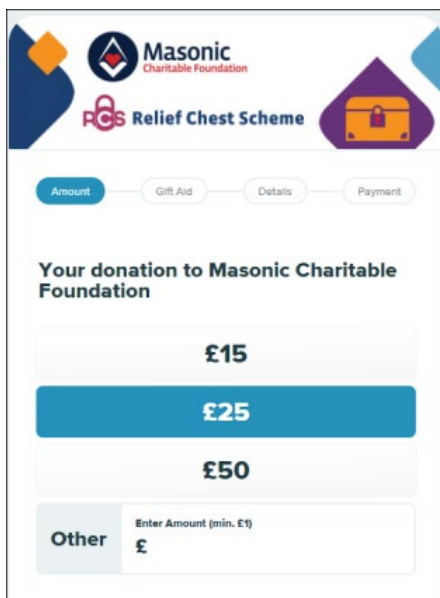 Masonic
Charitable Foundation
RCS Relief Chest Scheme
Amount Gift Aid Details Payment
Your donation to Masonic Charitable
Foundation
£15
£25
£50
Enter Amount (min. £1)
Other £